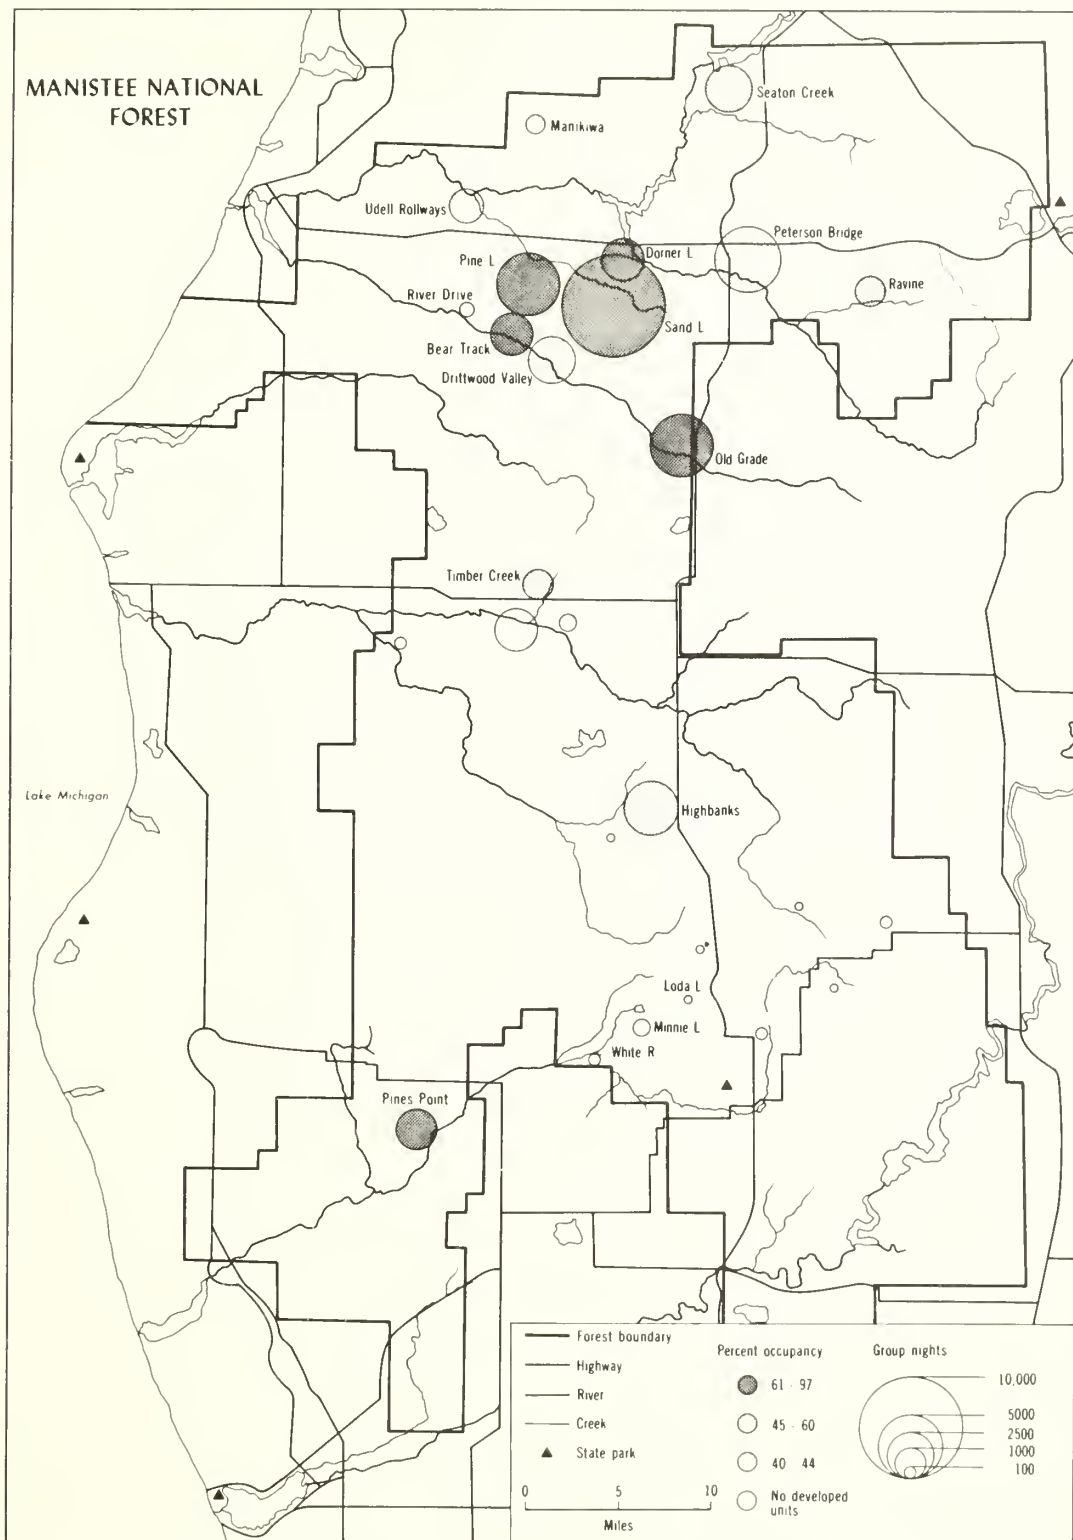 MANISTEE NATIONAL
FOREST
Seaton Creek
Manikiwa
Udell Rollways
Peterson Bridge
Dorner L
Pine L
Ravine
River Drive
Sand L
Bear Track
Driftwood Valley
Old Grade
Timber Creek
Lake Michigan
Highbanks
Loda L
Minnie L
White R
Pines Point
Forest boundary
Highway
River
Creek
State park
0 5 10
Miles
Percent occupancy
61 - 97
45 - 60
40 44
No developed
units
Group nights
10,000
5000
2500
1000
100